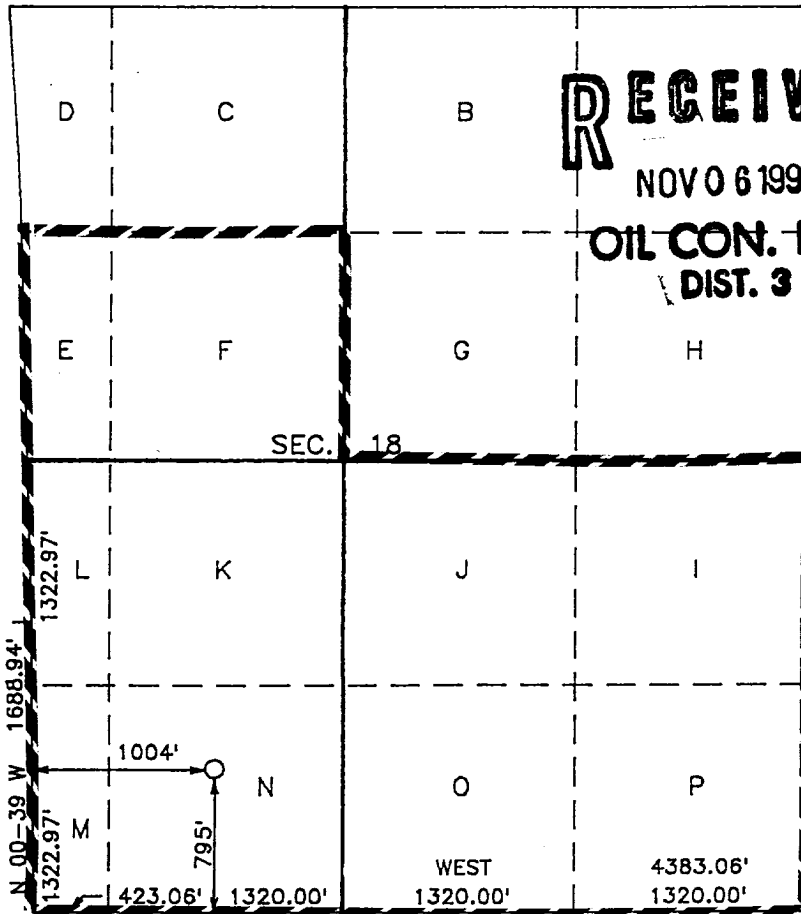 D C B
RECEIV
NOV 0 6 199
OIL CON.
DIST. 3
E F G H
SEC. 18
L K J I
1322.97'
N 00-39 W 1688.94'
1004'
M N O P
795'
1322.97'
WEST 4383.06'
423.06' 1320.00' 1320.00' 1320.00'